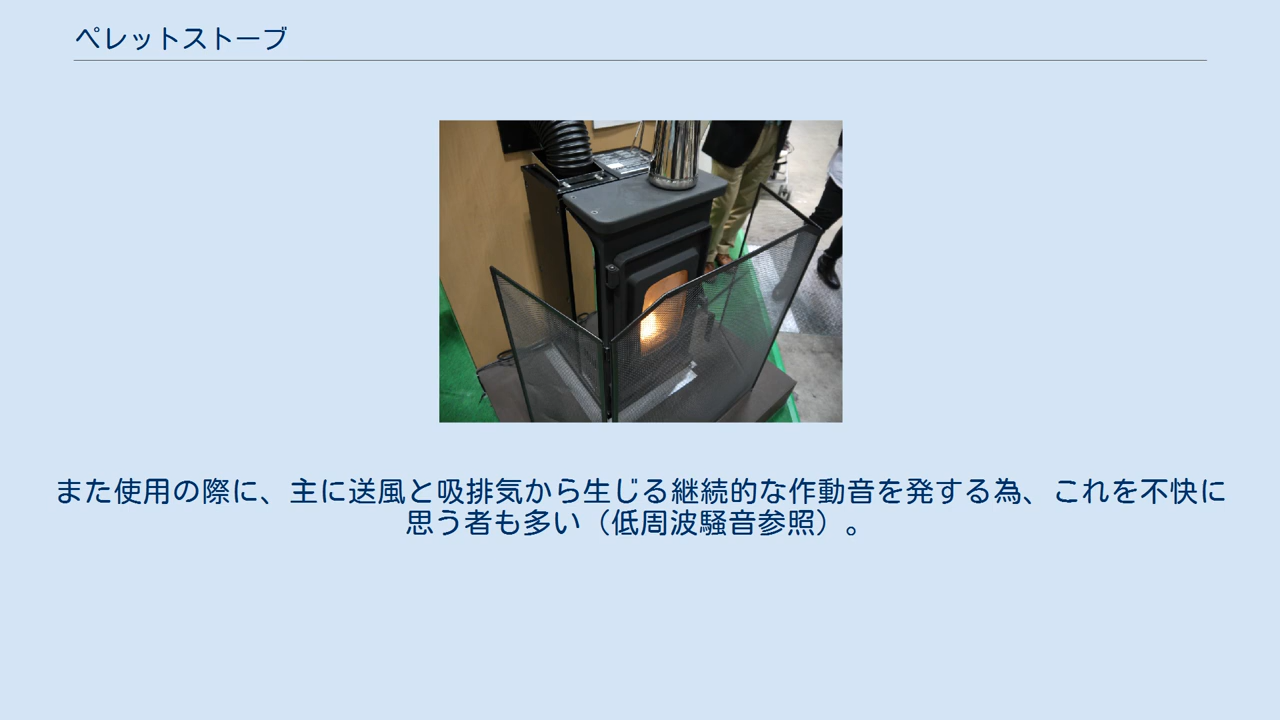 ペレットストーブ
また使用の際に、主に送風と吸排気から生じる継続的な作動音を発する為、これを不快に
思う者も多い（低周波騒音参照）。